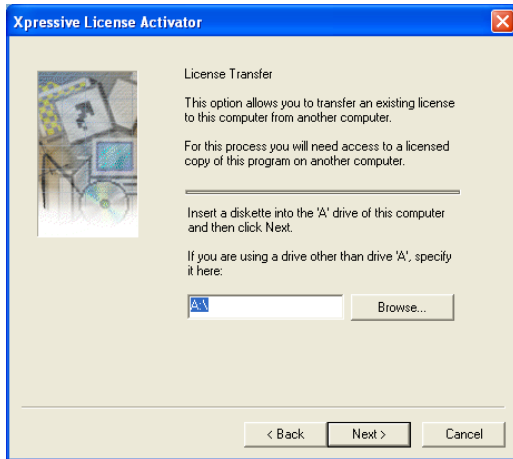 Xpressive License Activator
License Transfer
This option allows you to transfer an existing license
to this computer from another computer.
For this process you will need access to a licensed
copy of this program on another computer.
Insert a diskette into the 'A' drive of this computer
and then click Next.
If you are using a drive other than drive 'A', specify
it here:
A:\
Browse...
< Back
Next >
Cancel